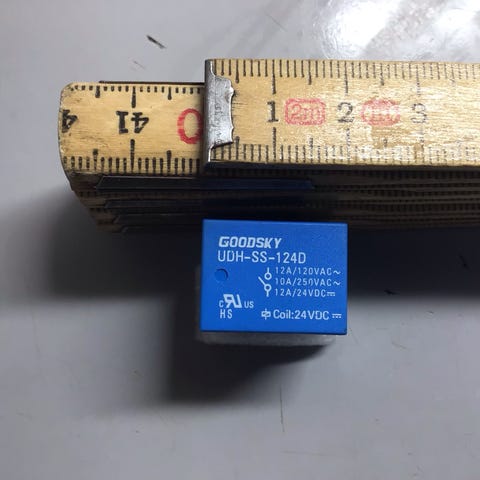 41 0 1 2m 2 3
GOODSKY
UDH-SS-124D
12A/120VAC~
10A/250VAC~
12A/24VDC⎓
c RU US
HS
Coil:24VDC⎓